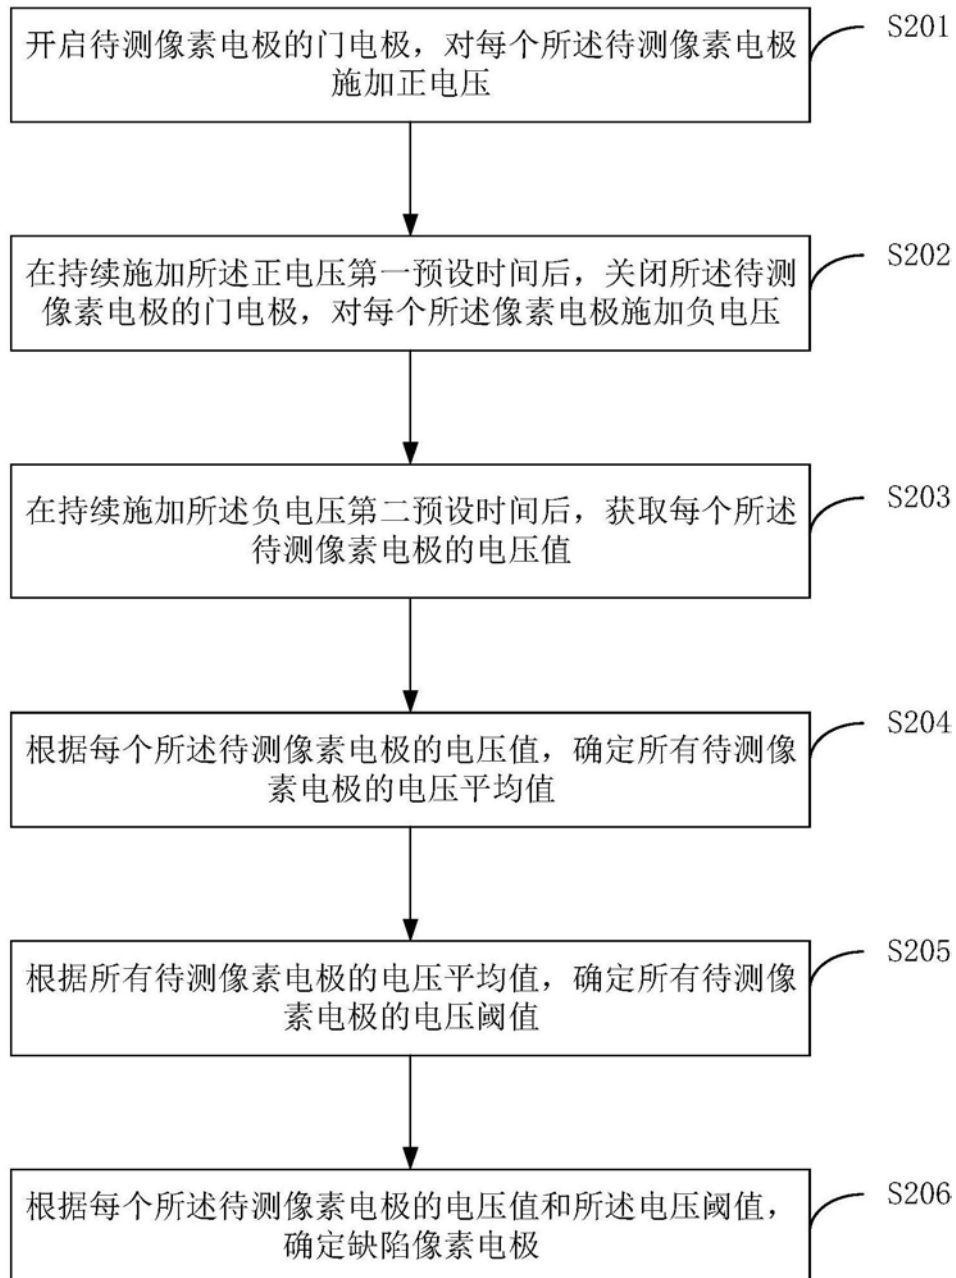 开启待测像素电极的门电极，对每个所述待测像素电极
施加正电压
S201
在持续施加所述正电压第一预设时间后，关闭所述待测
像素电极的门电极，对每个所述像素电极施加负电压
S202
在持续施加所述负电压第二预设时间后，获取每个所述
待测像素电极的电压值
S203
根据每个所述待测像素电极的电压值，确定所有待测像
素电极的电压平均值
S204
根据所有待测像素电极的电压平均值，确定所有待测像
素电极的电压阈值
S205
根据每个所述待测像素电极的电压值和所述电压阈值，
确定缺陷像素电极
S206